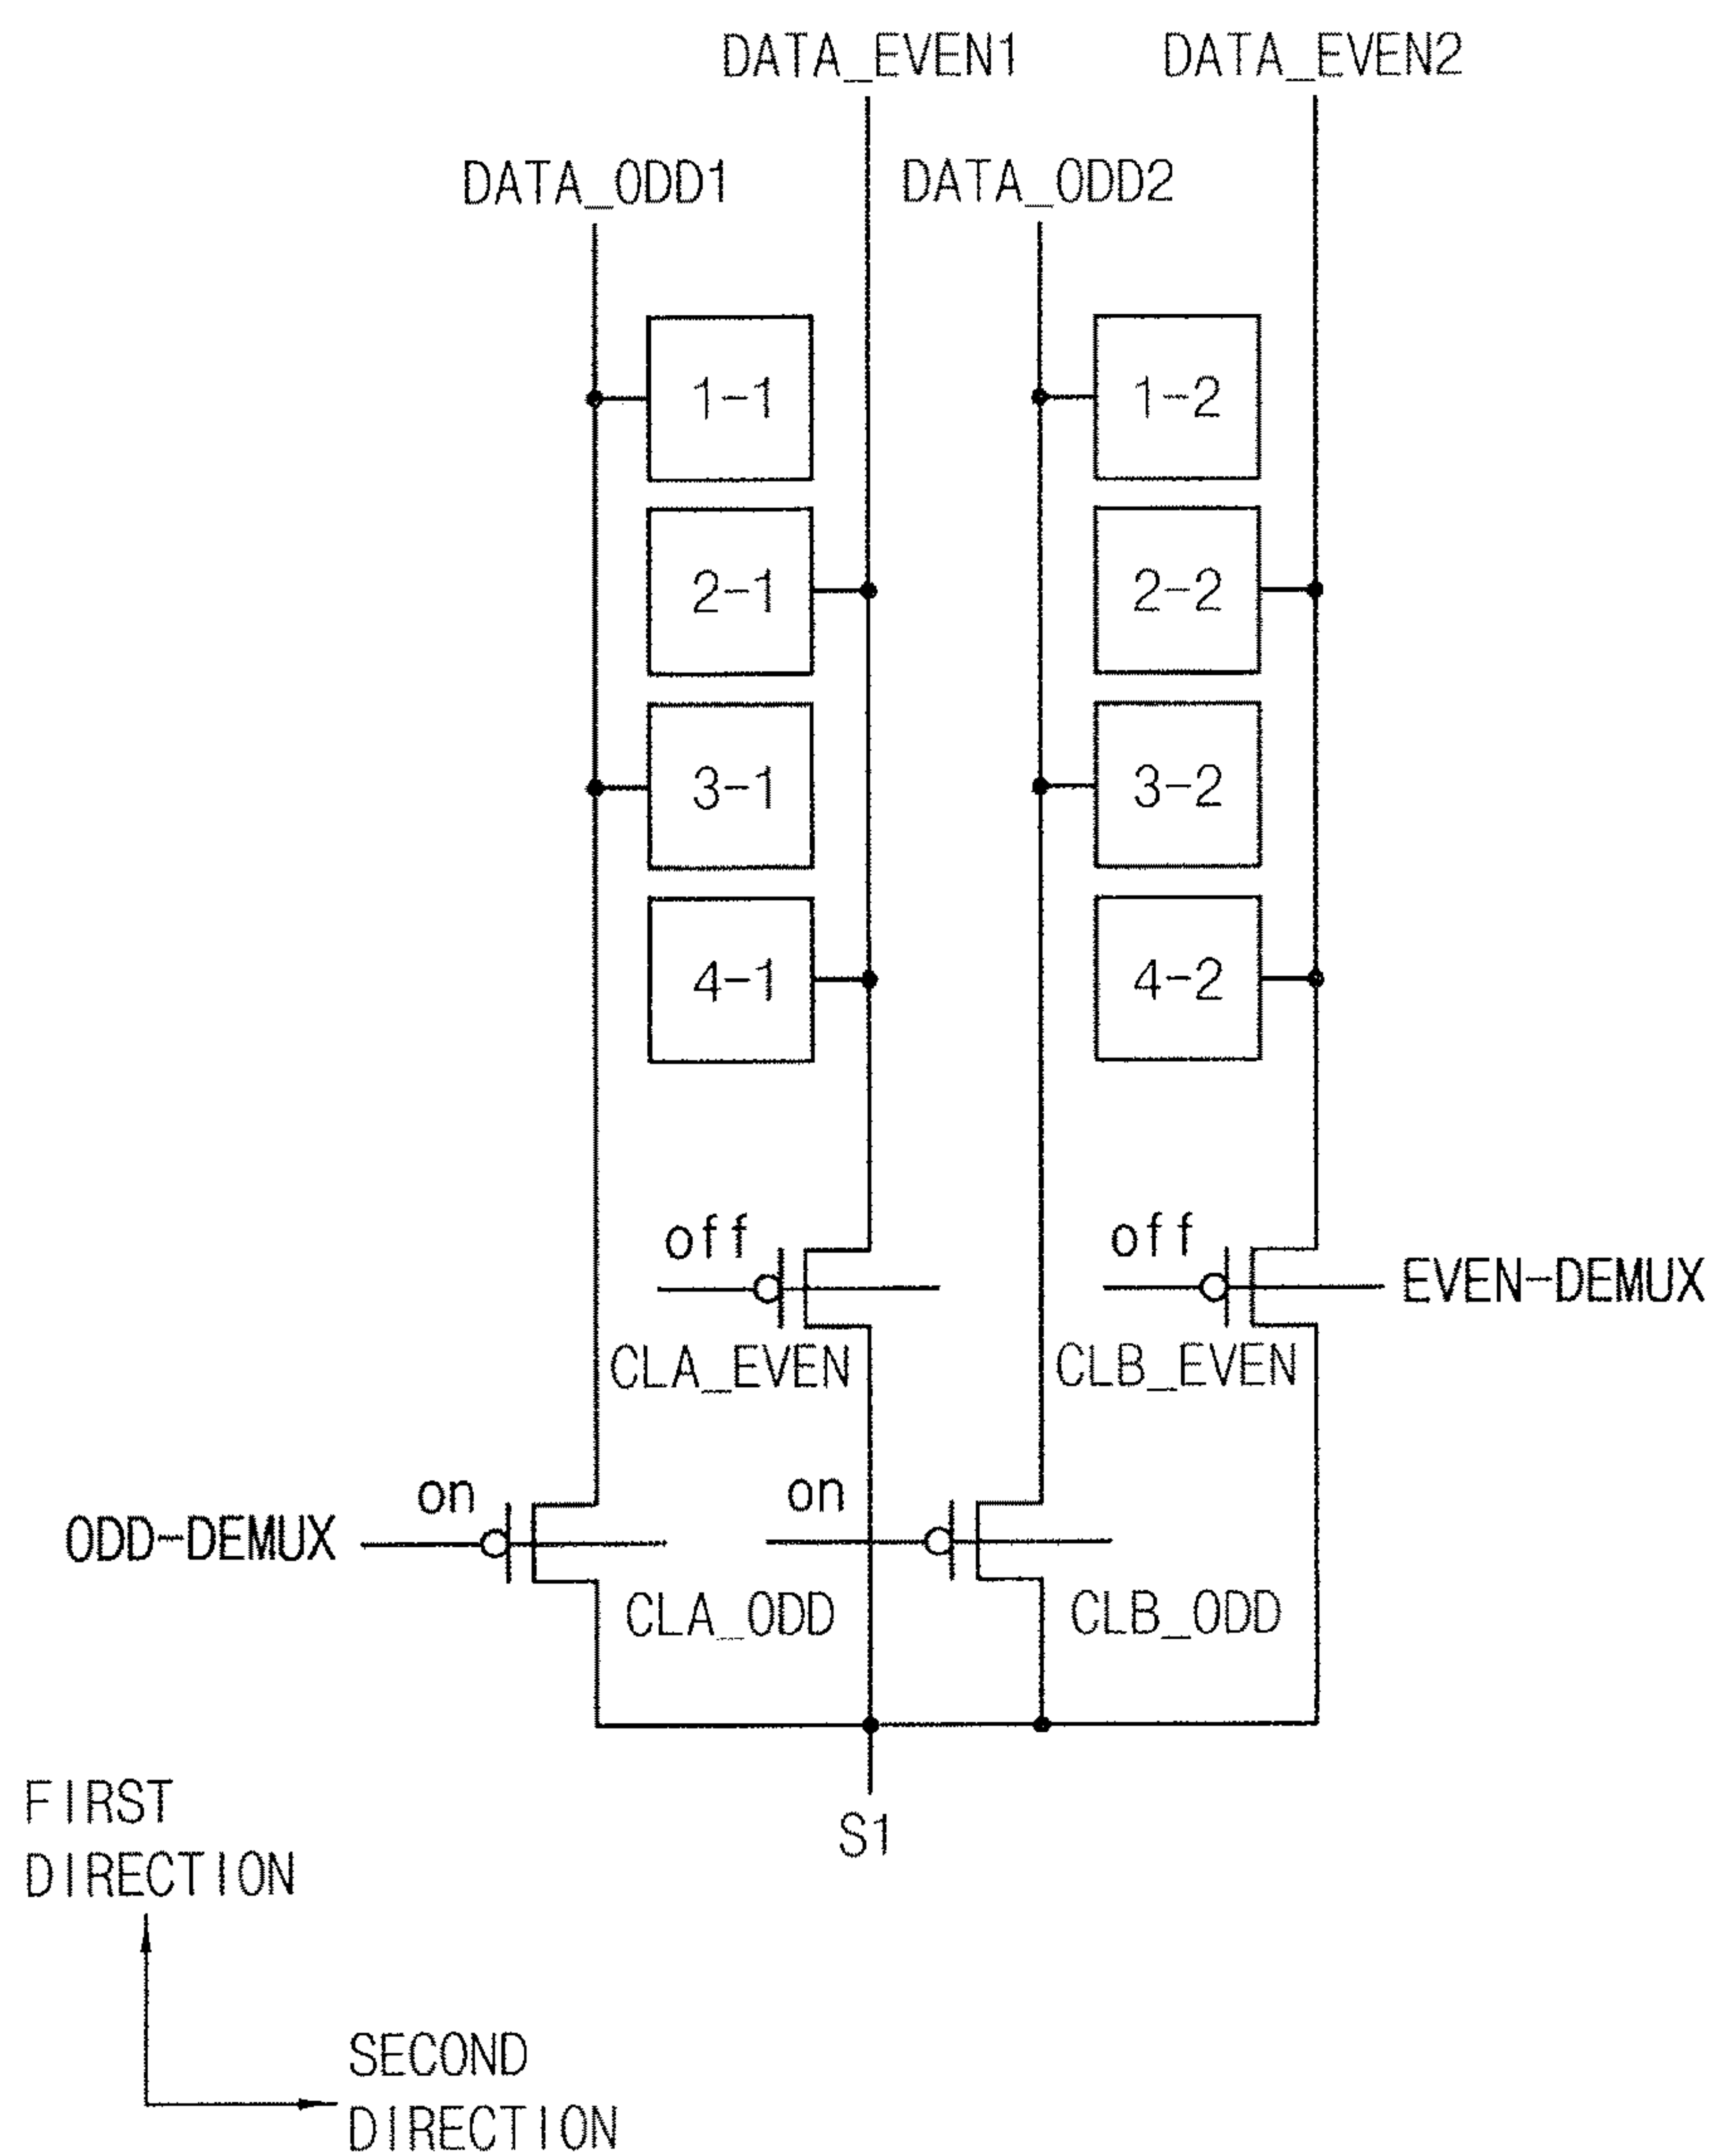 DATA_EVEN1 DATA_EVEN2
DATA_ODD1 DATA_ODD2
1-1 1-2
2-1 2-2
3-1 3-2
4-1 4-2
off off
EVEN-DEMUX
CLA_EVEN CLB_EVEN
on on
ODD-DEMUX
CLA_ODD CLB_ODD
S1
FIRST
DIRECTION
SECOND
DIRECTION